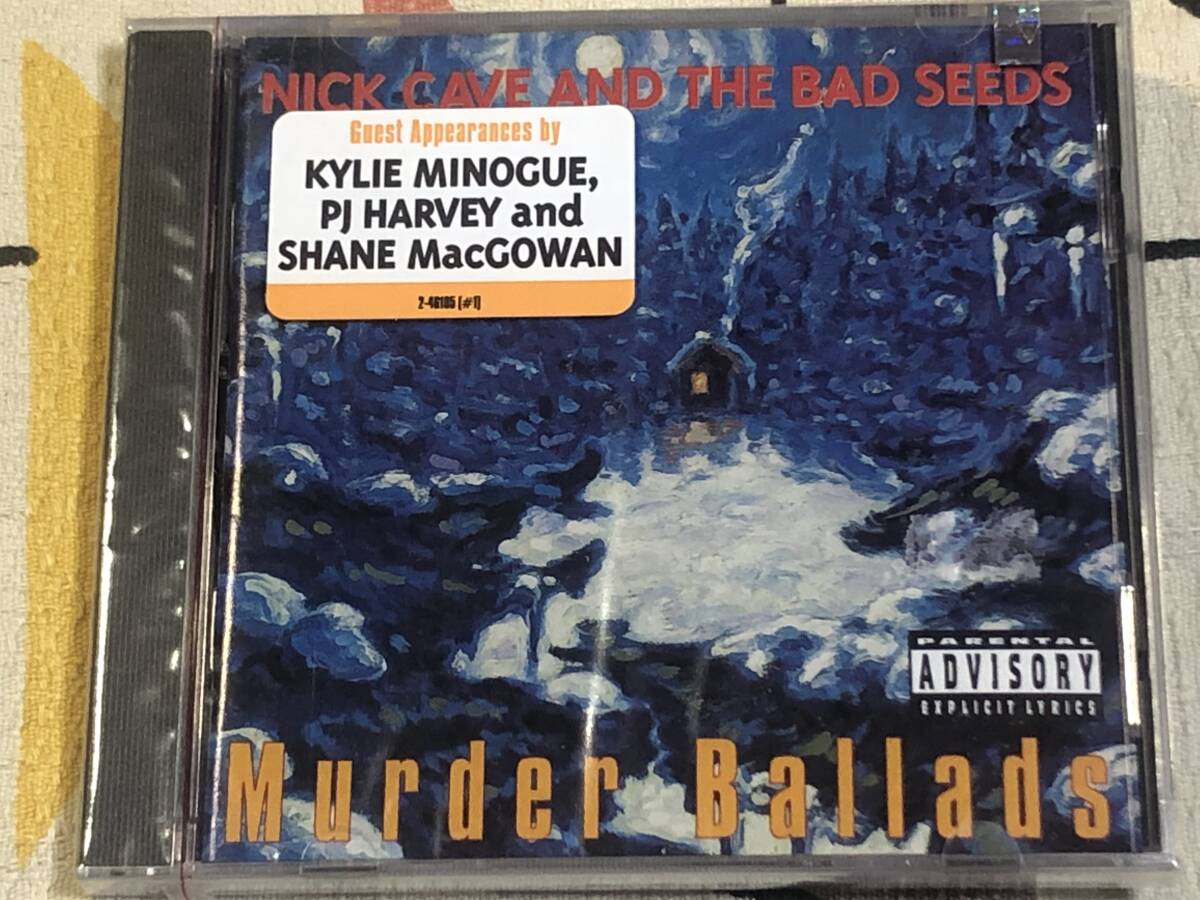 NICK CAVE AND THE BAD SEEDS
Guest Appearances by
KYLIE MINOGUE,
PJ HARVEY and
SHANE MacGOWAN
2-46195 (#1)
PARENTAL
ADVISORY
EXPLICIT LYRICS
Murder Ballads